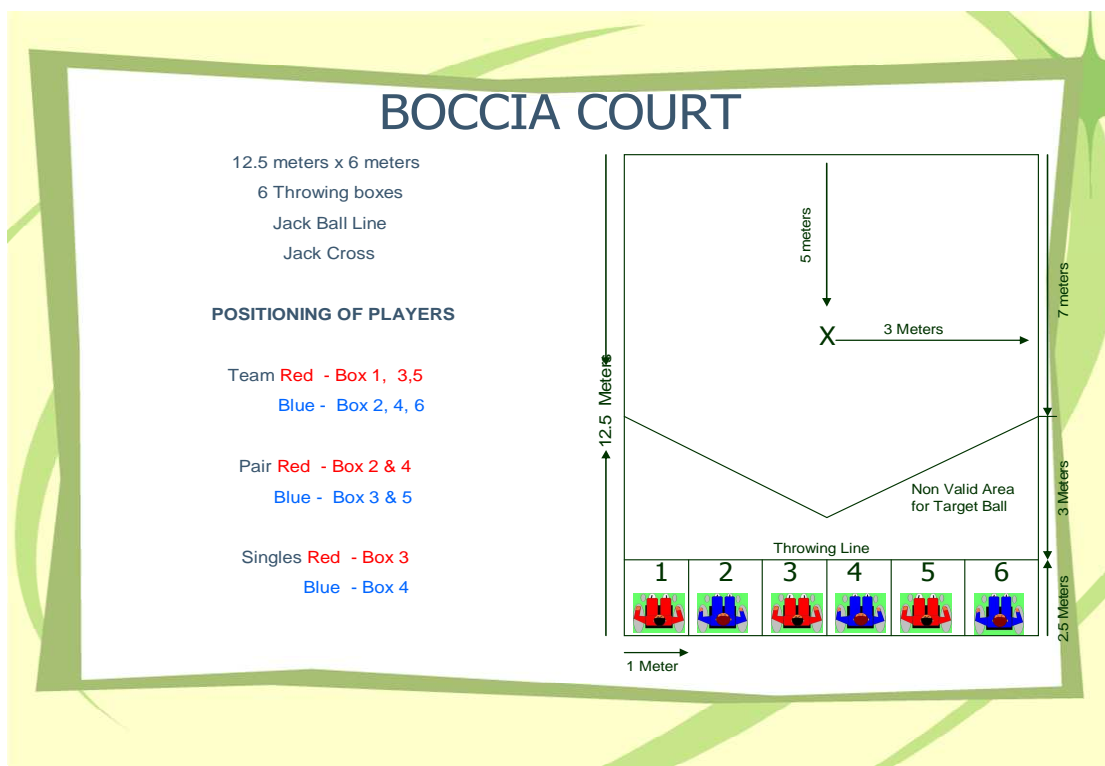 BOCCIA COURT
12.5 meters x 6 meters
6 Throwing boxes
Jack Ball Line
Jack Cross
POSITIONING OF PLAYERS
Team Red - Box 1, 3,5
Blue - Box 2, 4, 6
Pair Red - Box 2 & 4
Blue - Box 3 & 5
Singles Red - Box 3
Blue - Box 4
5 meters
7 meters
X
3 Meters
12.5 Meters
Non Valid Area
for Target Ball
3 Meters
Throwing Line
1 2 3 4 5 6
2.5 Meters
1 Meter